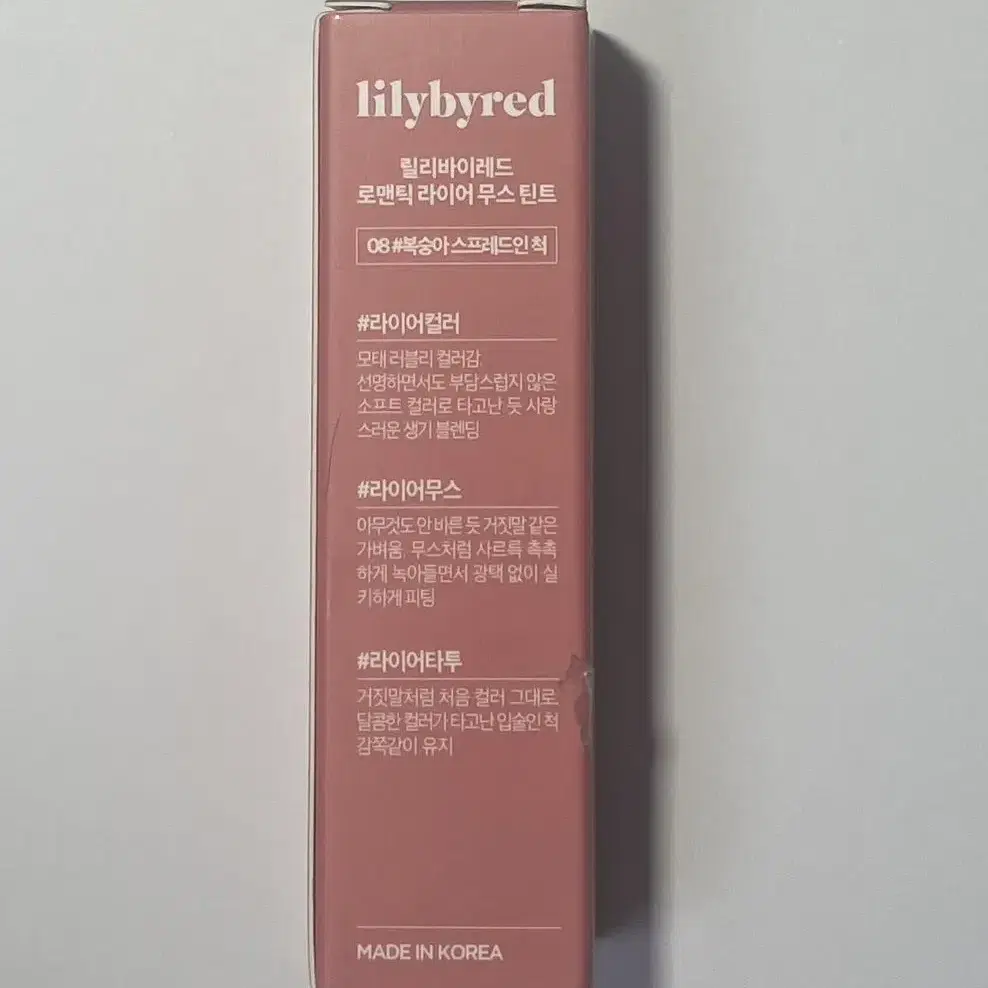 lilybyred
릴리바이레드
로맨틱 라이어 무스 틴트
08 #복숭아 스프레드인 척
#라이어컬러
모태 러블리 컬러감.
선명하면서도 부담스럽지 않은
소프트 컬러로 타고난 듯 사랑
스러운 생기 블렌딩
#라이어무스
아무것도 안 바른 듯 거짓말 같은
가벼움. 무스처럼 사르륵 촉촉
하게 녹아들면서 광택 없이 실
키하게 피팅
#라이어타투
거짓말처럼 처음 컬러 그대로
달콤한 컬러가 타고난 입술인 척
감쪽같이 유지
MADE IN KOREA